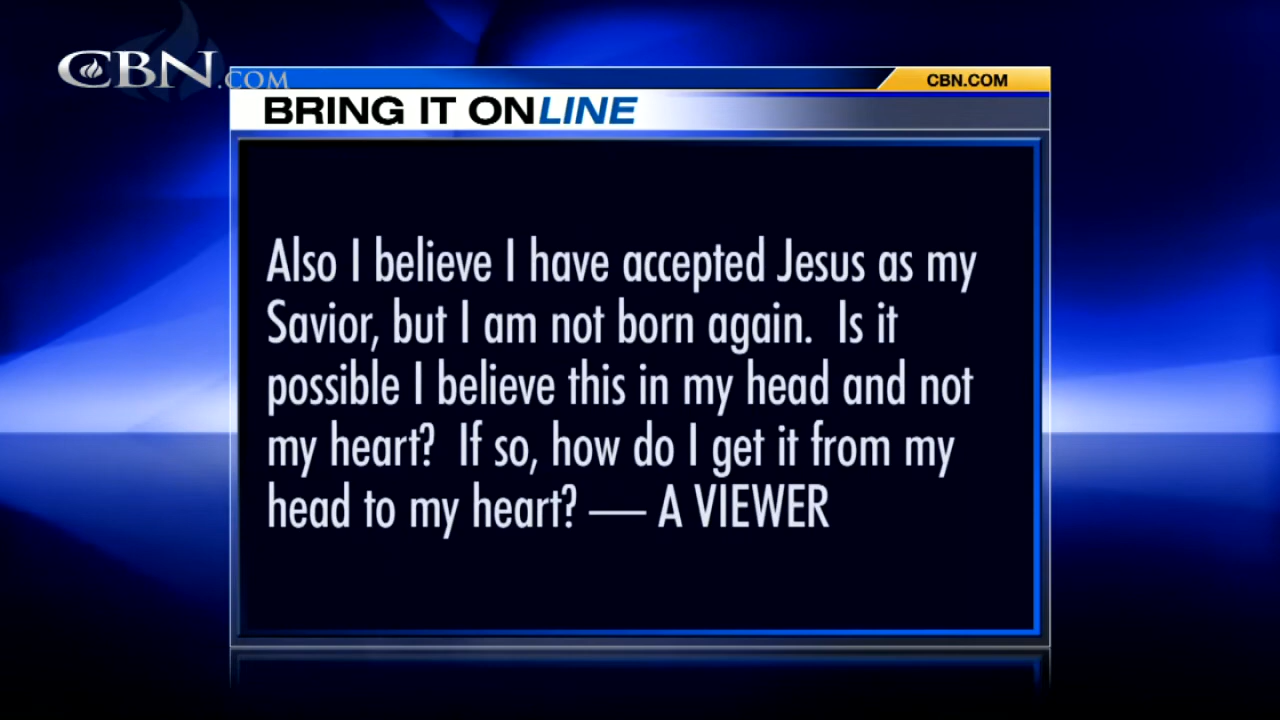 CBN.COM
CBN.COM
BRING IT ONLINE
Also I believe I have accepted Jesus as my
Savior, but I am not born again.  Is it
possible I believe this in my head and not
my heart?  If so, how do I get it from my
head to my heart? — A VIEWER